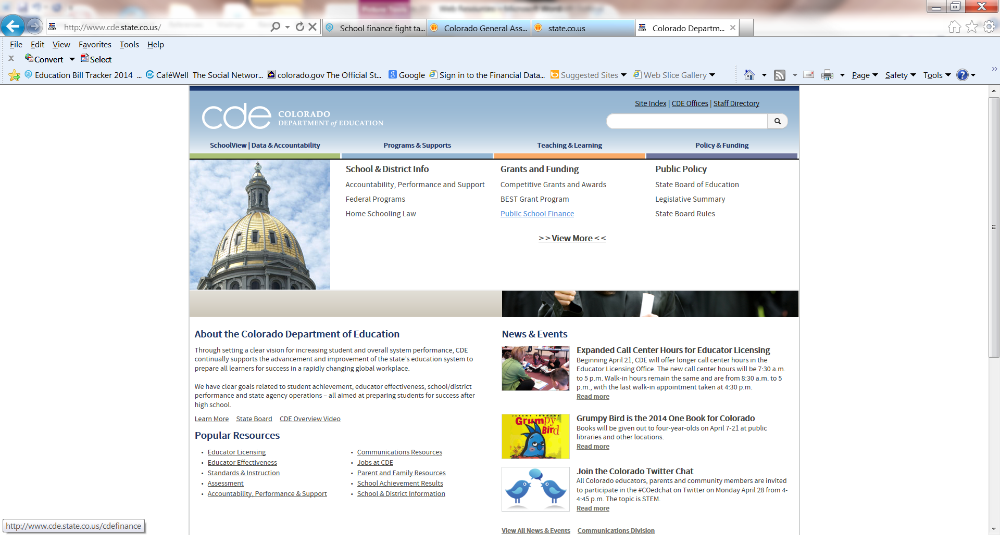 http://www.cde.state.co.us/
School finance fight ta...
Colorado General Ass...
state.co.us
Colorado Departm...
File Edit View Favorites Tools Help
x Convert Select
Education Bill Tracker 2014 ... CaféWell The Social Networ... colorado.gov The Official St... Google Sign in to the Financial Data... Suggested Sites Web Slice Gallery Page Safety Tools
Site Index | CDE Offices | Staff Directory
cde COLORADO
DEPARTMENT of EDUCATION
SchoolView | Data & Accountability Programs & Supports Teaching & Learning Policy & Funding
School & District Info
Accountability, Performance and Support
Federal Programs
Home Schooling Law
Grants and Funding
Competitive Grants and Awards
BEST Grant Program
Public School Finance
Public Policy
State Board of Education
Legislative Summary
State Board Rules
>> View More <<
About the Colorado Department of Education
Through setting a clear vision for increasing student and overall system performance, CDE
continually supports the advancement and improvement of the state's education system to
prepare all learners for success in a rapidly changing global workplace.
We have clear goals related to student achievement, educator effectiveness, school/district
performance and state agency operations – all aimed at preparing students for success after
high school.
Learn More State Board CDE Overview Video
Popular Resources
• Educator Licensing
• Educator Effectiveness
• Standards & Instruction
• Assessment
• Accountability, Performance & Support
• Communications Resources
• Jobs at CDE
• Parent and Family Resources
• School Achievement Results
• School & District Information
News & Events
Expanded Call Center Hours for Educator Licensing
Beginning April 21, CDE will offer longer call center hours in the
Educator Licensing Office. The new call center hours will be 7:30 a.m.
to 5 p.m. Walk-in hours remain the same and are from 8:30 a.m. to 5
p.m., with the last walk-in appointment taken at 4:30 p.m.
Read more
Grumpy Bird
Grumpy Bird is the 2014 One Book for Colorado
Books will be given out to four-year-olds on April 7-21 at public
libraries and other locations.
Read more
Join the Colorado Twitter Chat
All Colorado educators, parents and community members are invited
to participate in the #COedchat on Twitter on Monday April 28 from 4-
4:45 p.m. The topic is STEM.
Read more
View All News & Events Communications Division
http://www.cde.state.co.us/cdefinance